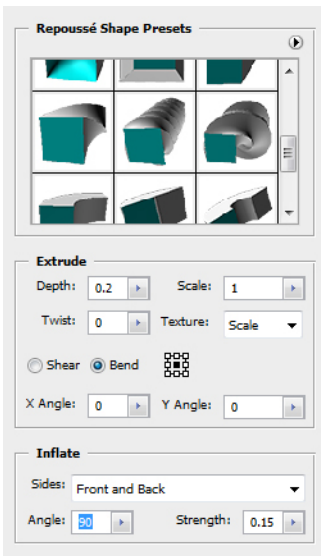 Repoussé Shape Presets
Extrude
Depth: 0.2 Scale: 1
Twist: 0 Texture: Scale
Shear Bend
X Angle: 0 Y Angle: 0
Inflate
Sides: Front and Back
Angle: 90 Strength: 0.15